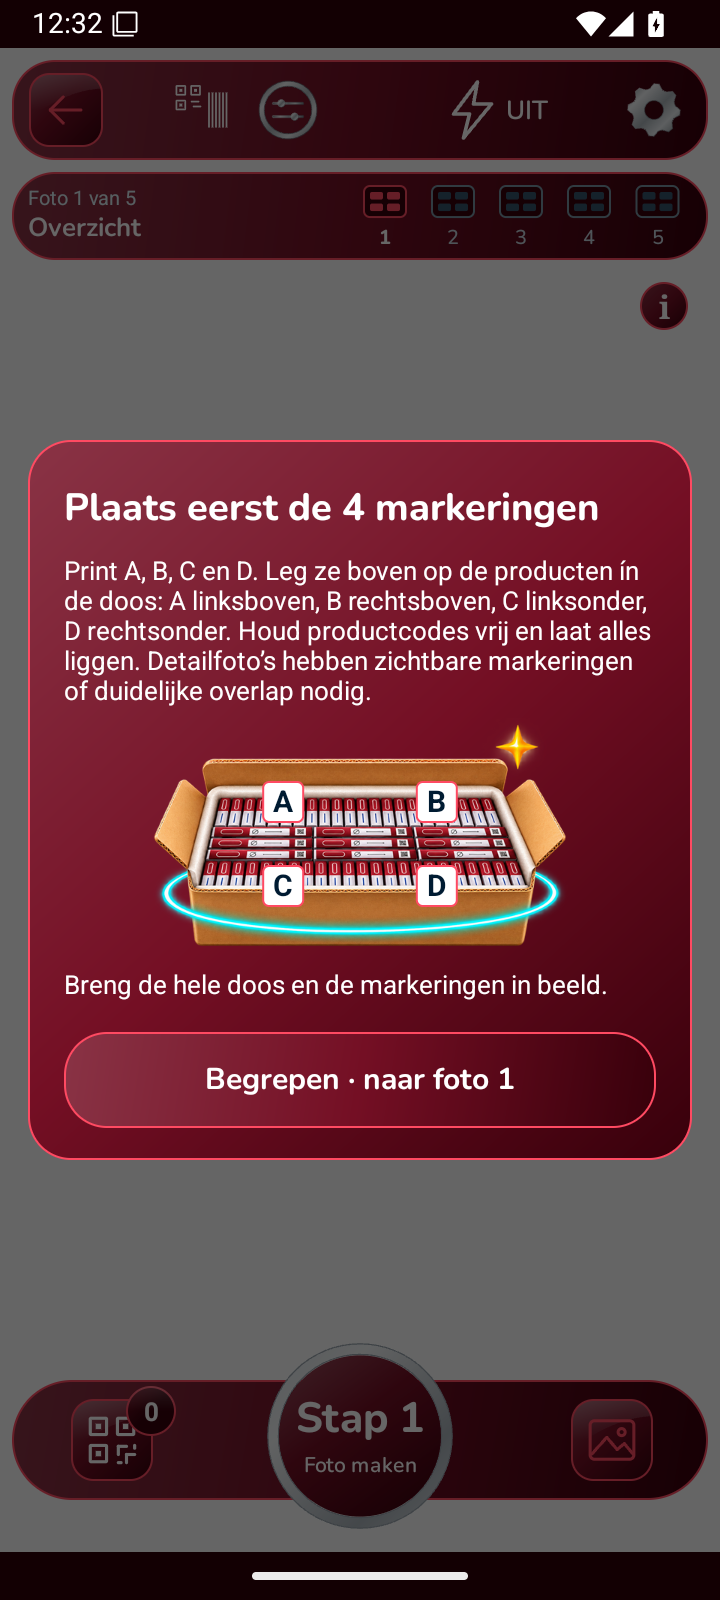 12:32
UIT
Foto 1 van 5
Overzicht
1
2
3
4
5
i
Plaats eerst de 4 markeringen
Print A, B, C en D. Leg ze boven op de producten ín
de doos: A linksboven, B rechtsboven, C linksonder,
D rechtsonder. Houd productcodes vrij en laat alles
liggen. Detailfoto’s hebben zichtbare markeringen
of duidelijke overlap nodig.
A
B
C
D
Breng de hele doos en de markeringen in beeld.
Begrepen · naar foto 1
0
Stap 1
Foto maken